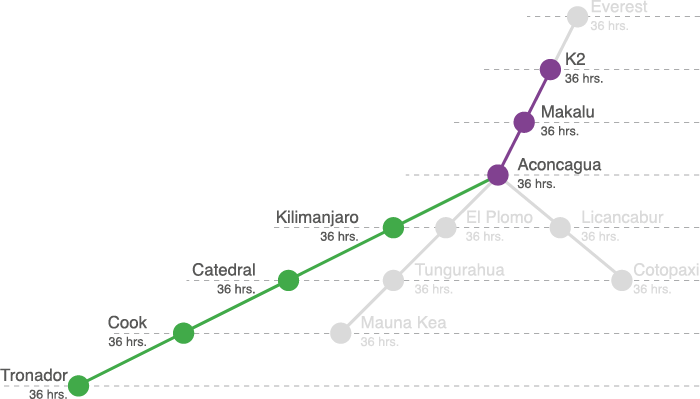 Everest
36 hrs.
K2
36 hrs.
Makalu
36 hrs.
Aconcagua
36 hrs.
Kilimanjaro
36 hrs.
El Plomo
36 hrs.
Licancabur
36 hrs.
Catedral
36 hrs.
Tungurahua
36 hrs.
Cotopaxi
36 hrs.
Cook
36 hrs.
Mauna Kea
36 hrs.
Tronador
36 hrs.